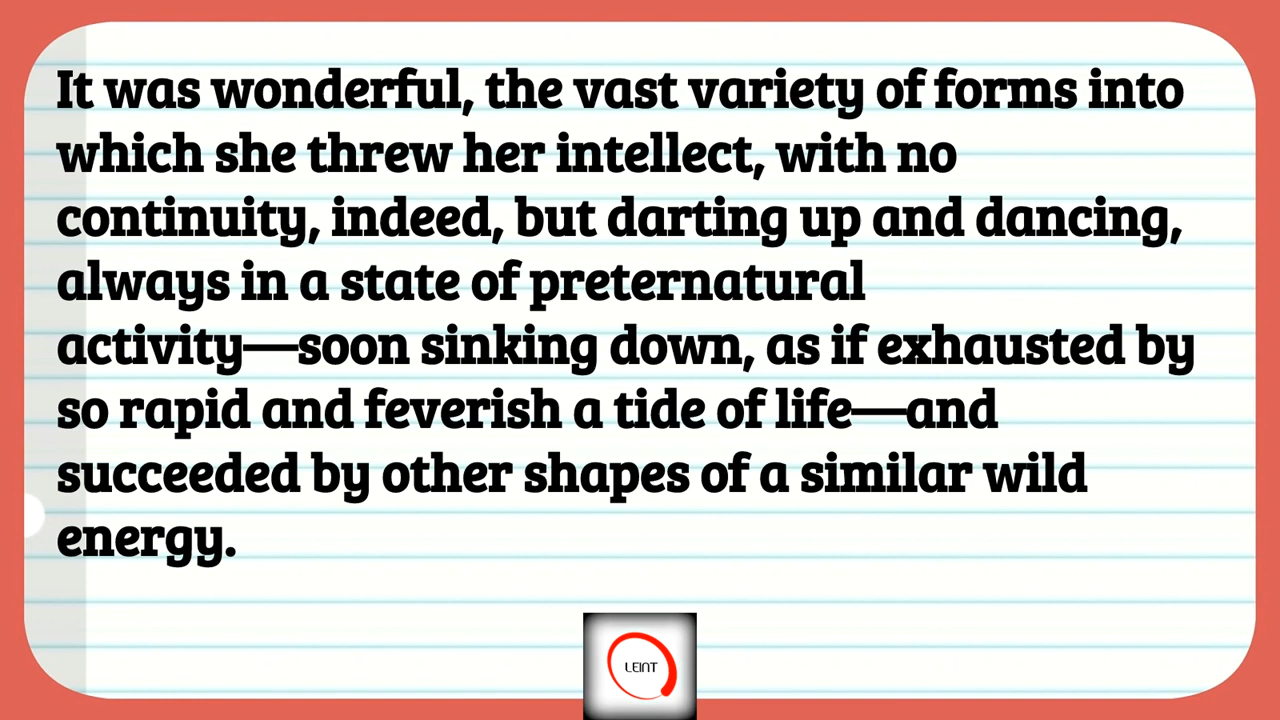 It was wonderful, the vast variety of forms into
which she threw her intellect, with no
continuity, indeed, but darting up and dancing,
always in a state of preternatural
activity—soon sinking down, as if exhausted by
so rapid and feverish a tide of life—and
succeeded by other shapes of a similar wild
energy.
LEINT